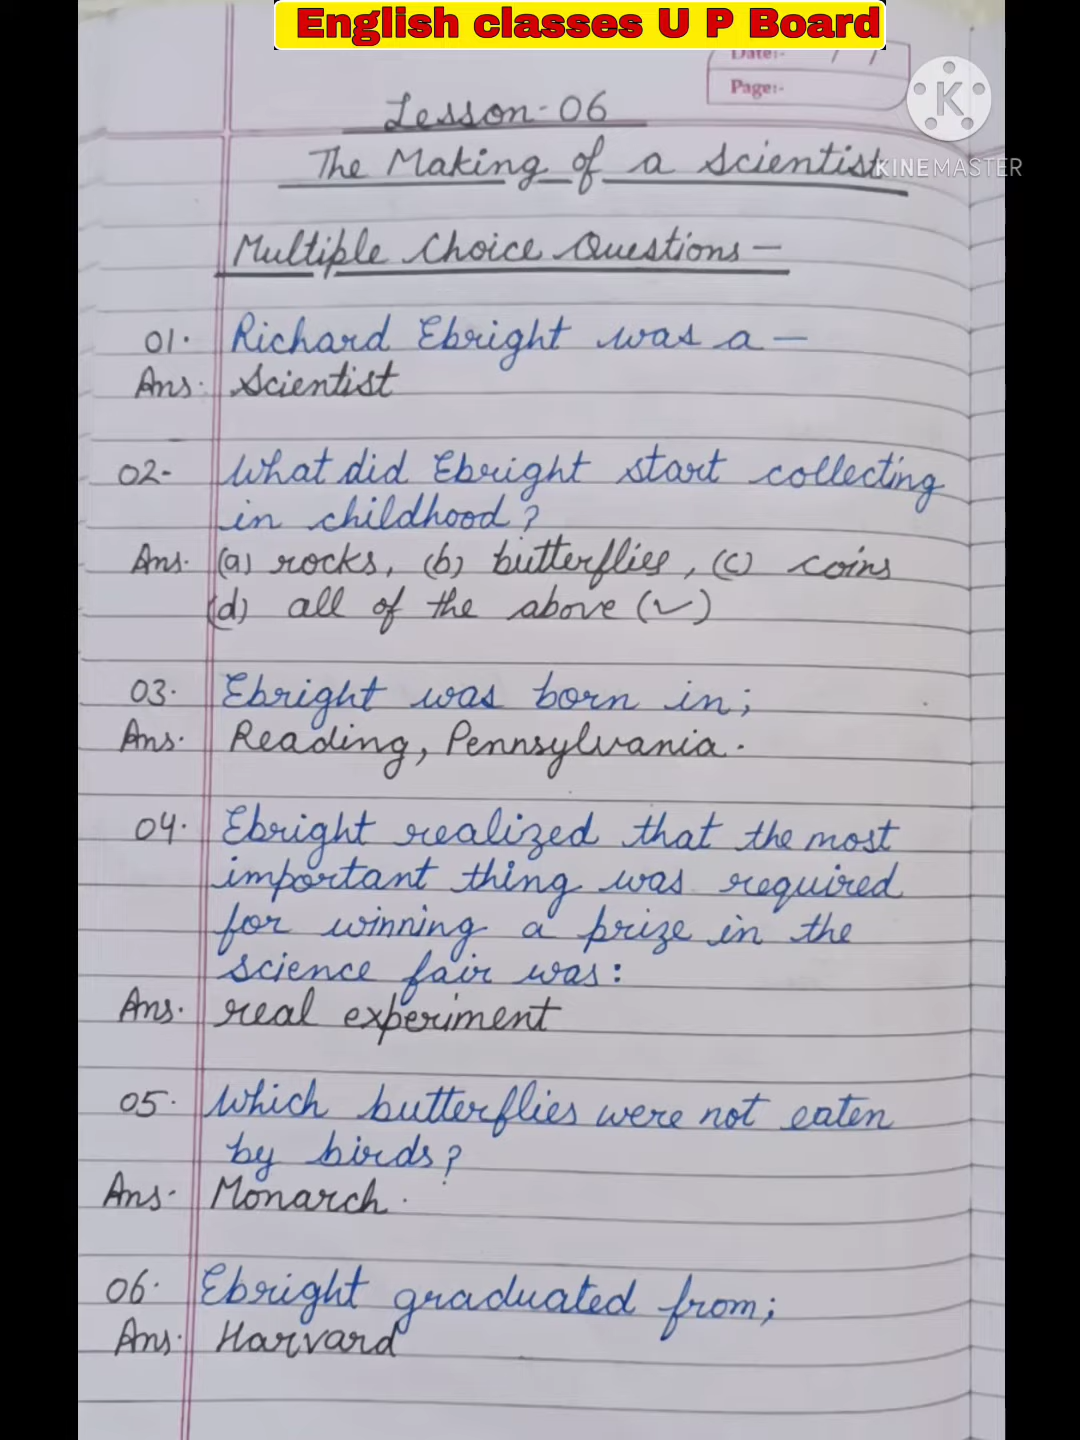 English classes U P Board
Date:- / /
Page:-
K
KINEMASTER
Lesson-06
The Making of a Scientist
Multiple Choice Questions —
01. Richard Ebright was a —
Ans. Scientist
02- What did Ebright start collecting
in childhood?
Ans. (a) rocks, (b) butterflies, (c) coins
(d) all of the above (✓)
03. Ebright was born in;
Ans. Reading, Pennsylvania.
04. Ebright realized that the most
important thing was required
for winning a prize in the
science fair was:
Ans. real experiment
05. Which butterflies were not eaten
by birds?
Ans. Monarch.
06. Ebright graduated from;
Ans. Harvard